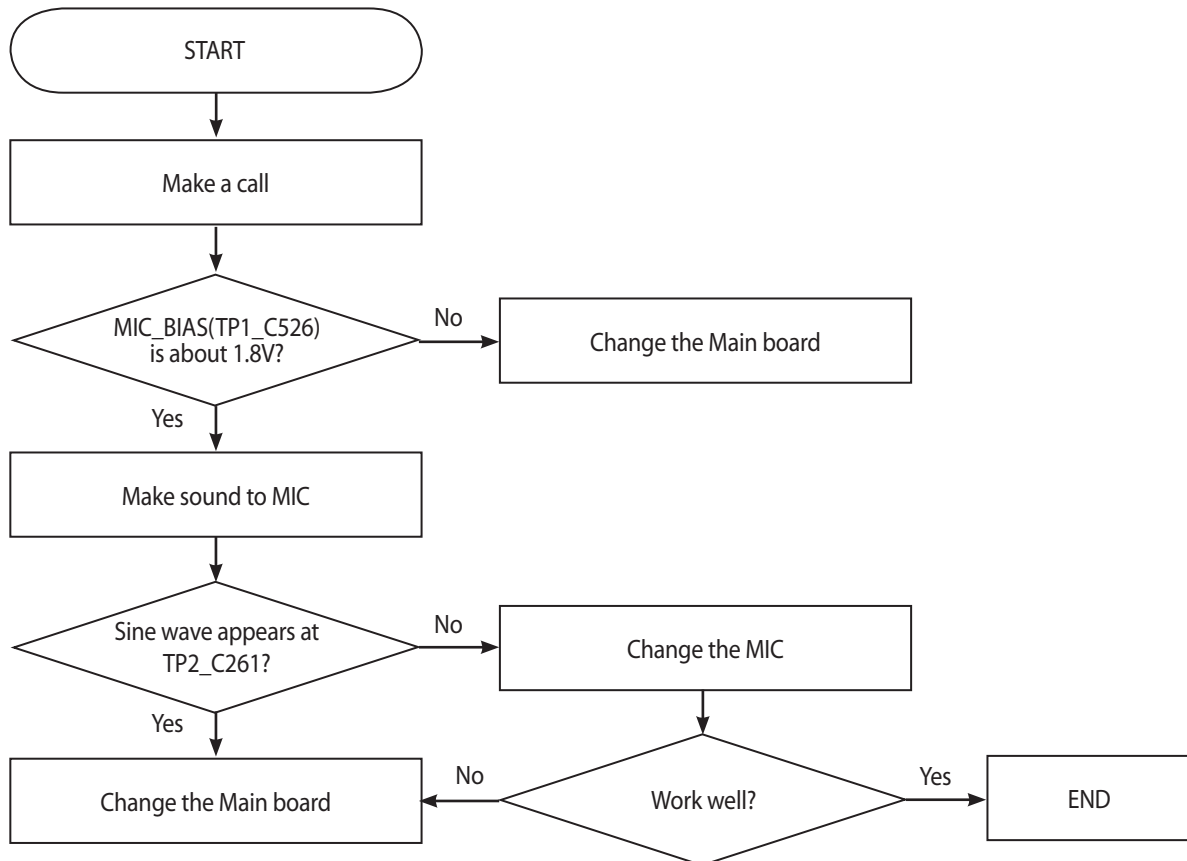 START
Make a call
MIC_BIAS(TP1_C526)
is about 1.8V?
No
Change the Main board
Yes
Make sound to MIC
Sine wave appears at
TP2_C261?
No
Change the MIC
Yes
Change the Main board
No
Work well?
Yes
END